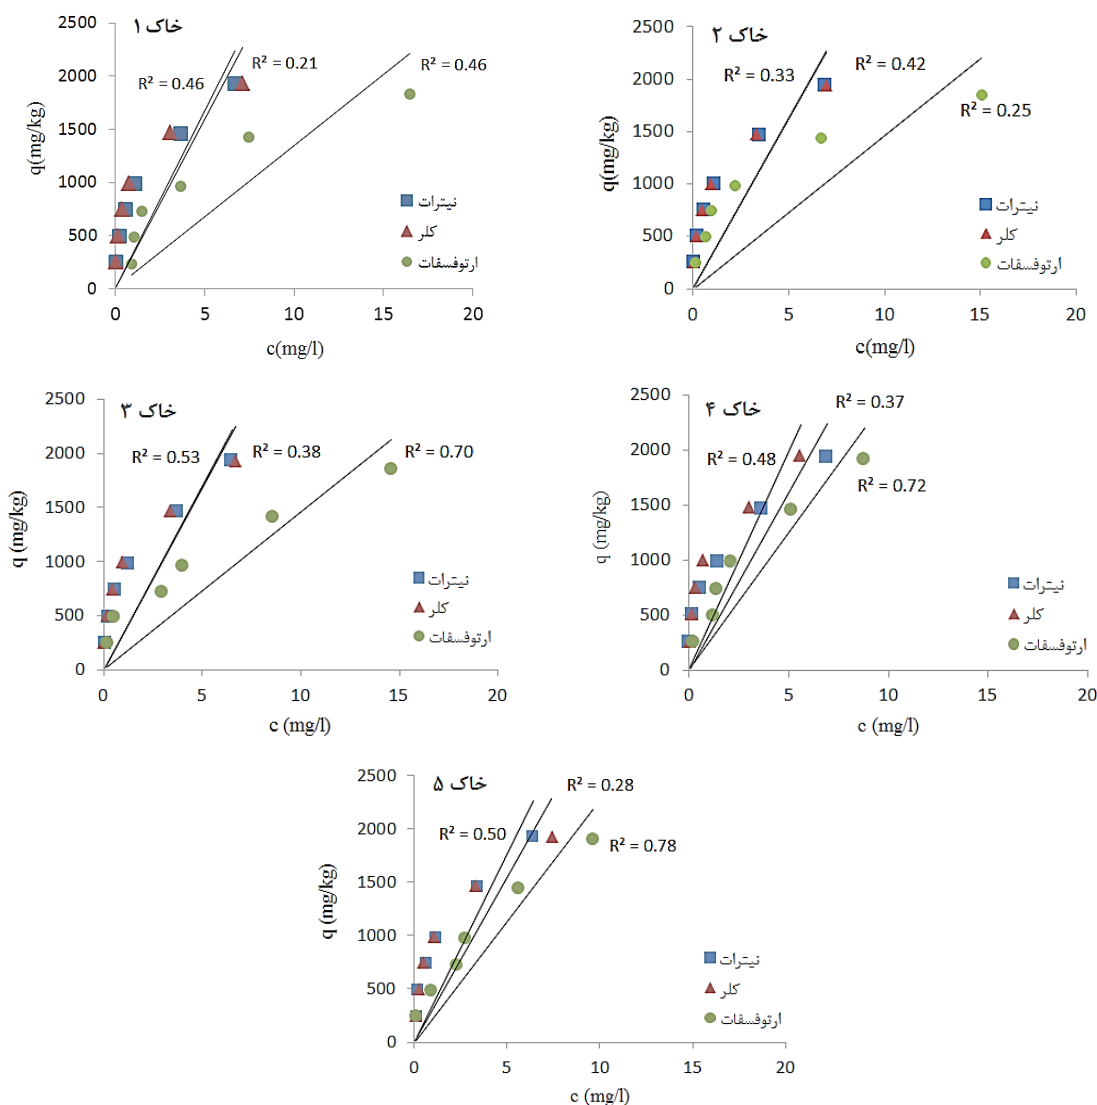 خاک ۱
2500
2000
1500
1000
500
0
q(mg/kg)
R² = 0.46
R² = 0.21
R² = 0.46
نیترات
کلر
ارتوفسفات
0 5 10 15 20
c(mg/l)
خاک ۲
2500
2000
1500
1000
500
0
q(mg/kg)
R² = 0.33
R² = 0.42
R² = 0.25
نیترات
کلر
ارتوفسفات
0 5 10 15 20
c(mg/l)
خاک ۳
2500
2000
1500
1000
500
0
q (mg/kg)
R² = 0.53
R² = 0.38
R² = 0.70
نیترات
کلر
ارتوفسفات
0 5 10 15 20
c (mg/l)
خاک ۴
2500
2000
1500
1000
500
0
q (mg/kg)
R² = 0.37
R² = 0.48
R² = 0.72
نیترات
کلر
ارتوفسفات
0 5 10 15 20
c (mg/l)
خاک ۵
2500
2000
1500
1000
500
0
q (mg/kg)
R² = 0.28
R² = 0.50
R² = 0.78
نیترات
کلر
ارتوفسفات
0 5 10 15 20
c (mg/l)